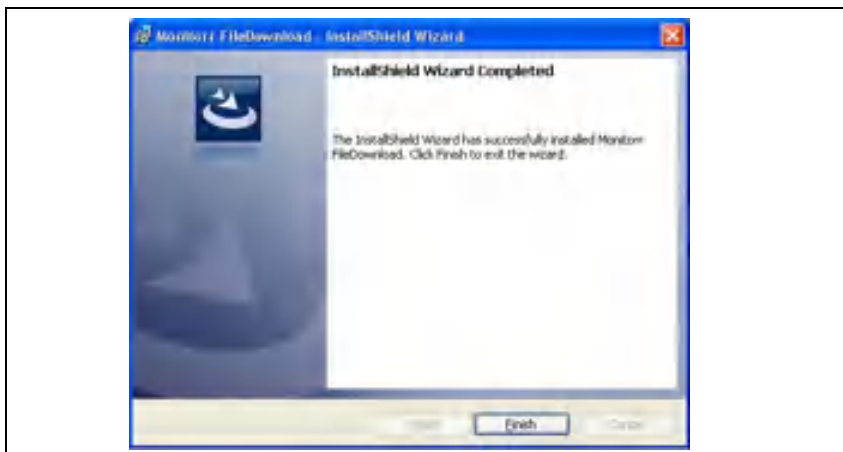 Monitorr FileDownload - InstallShield Wizard
InstallShield Wizard Completed
The InstallShield Wizard has successfully installed Monitorr
FileDownload. Click Finish to exit the wizard.
Finish
Cancel